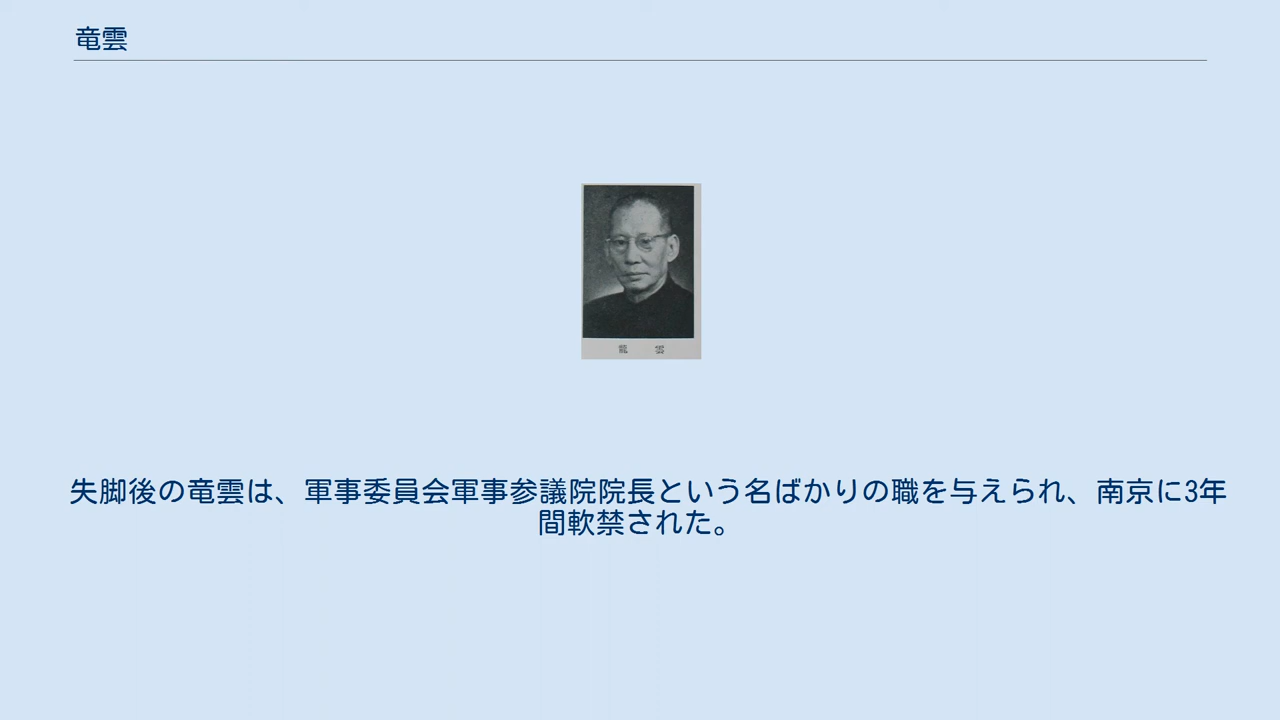 竜雲
龍 雲
失脚後の竜雲は、軍事委員会軍事参議院院長という名ばかりの職を与えられ、南京に3年
間軟禁された。